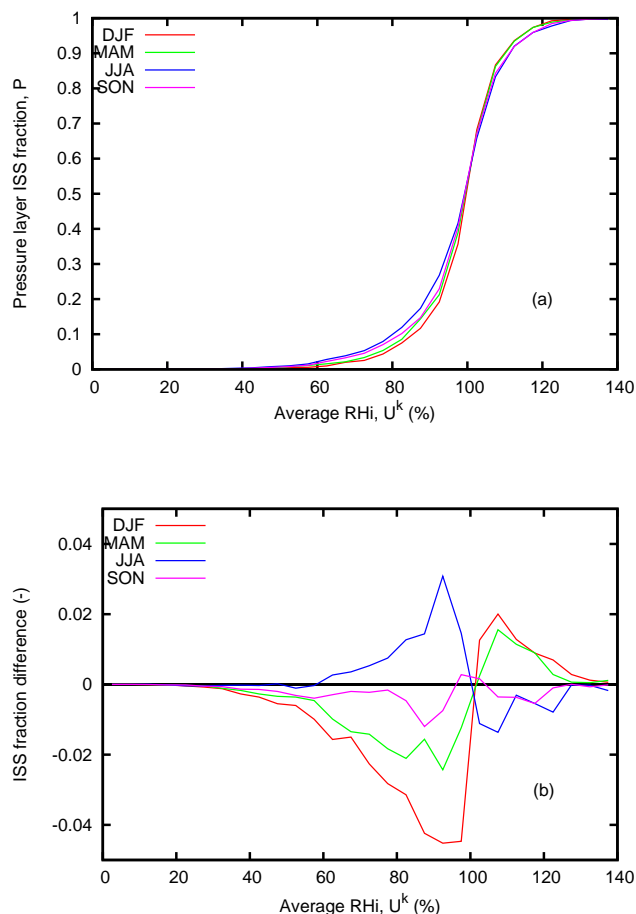 1
0.9
0.8
0.7
0.6
0.5
0.4
0.3
0.2
0.1
0
Pressure layer ISS fraction, P
DJF
MAM
JJA
SON
(a)
0 20 40 60 80 100 120 140
Average RHi, U^k (%)
0.04
0.02
0
-0.02
-0.04
ISS fraction difference (-)
DJF
MAM
JJA
SON
(b)
0 20 40 60 80 100 120 140
Average RHi, U^k (%)